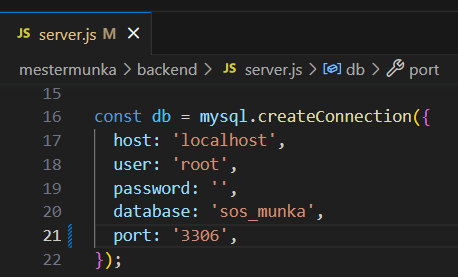 JS server.js M ×
mestermunka > backend > JS server.js > db > port
15
16 const db = mysql.createConnection({
17 host: 'localhost',
18 user: 'root',
19 password: '',
20 database: 'sos_munka',
21 port: '3306',
22 });